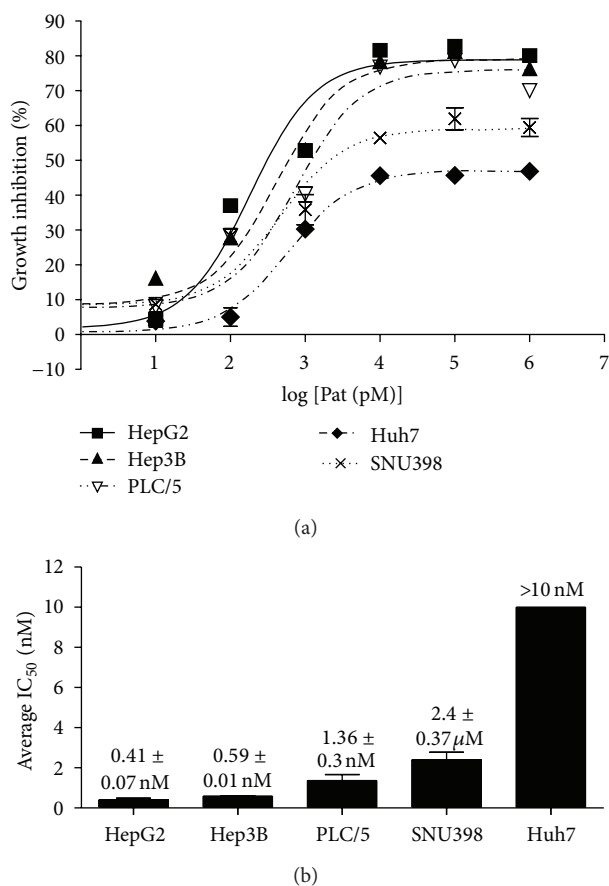 90
80
70
60
50
40
30
20
10
0
−10
Growth inhibition (%)
1 2 3 4 5 6 7
log [Pat (pM)]
HepG2
Hep3B
PLC/5
Huh7
SNU398
(a)
12
10
8
6
4
2
0
Average IC50 (nM)
0.41 ±
0.07 nM
0.59 ±
0.01 nM
1.36 ±
0.3 nM
2.4 ±
0.37 μM
>10 nM
HepG2 Hep3B PLC/5 SNU398 Huh7
(b)